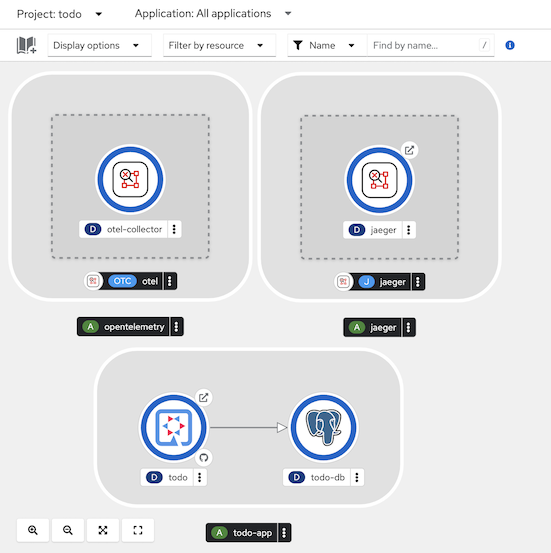 Project: todo
Application: All applications
Display options
Filter by resource
Name
Find by name...
/
i
D otel-collector
D jaeger
OTC otel
J jaeger
A opentelemetry
A jaeger
D todo
D todo-db
A todo-app